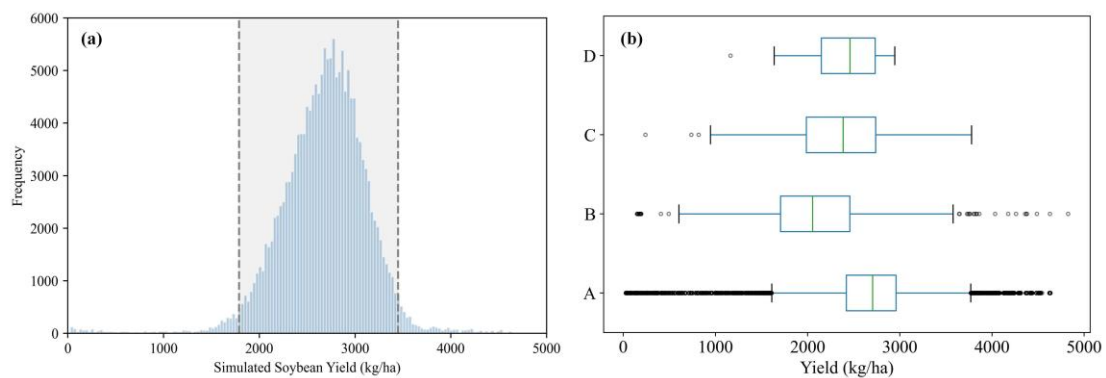 (a)
6000
5000
4000
3000
2000
1000
0
Frequency
0 1000 2000 3000 4000 5000
Simulated Soybean Yield (kg/ha)
(b)
D
C
B
A
0 1000 2000 3000 4000 5000
Yield (kg/ha)